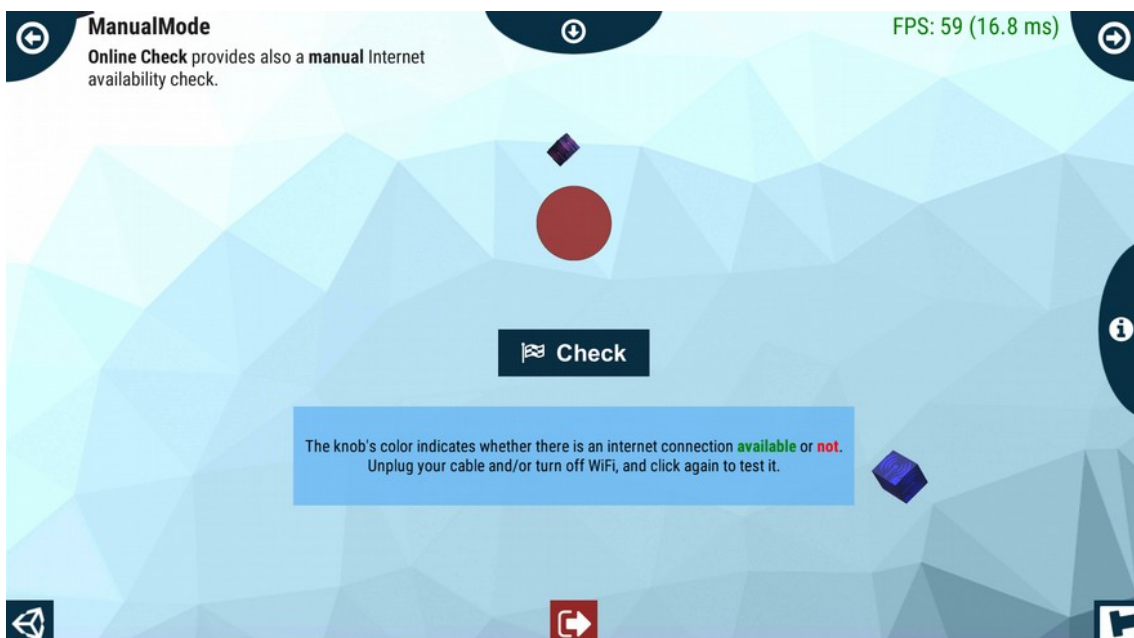 ManualMode
FPS: 59 (16.8 ms)
Online Check provides also a manual Internet
availability check.
Check
The knob's color indicates whether there is an internet connection available or not.
Unplug your cable and/or turn off WiFi, and click again to test it.